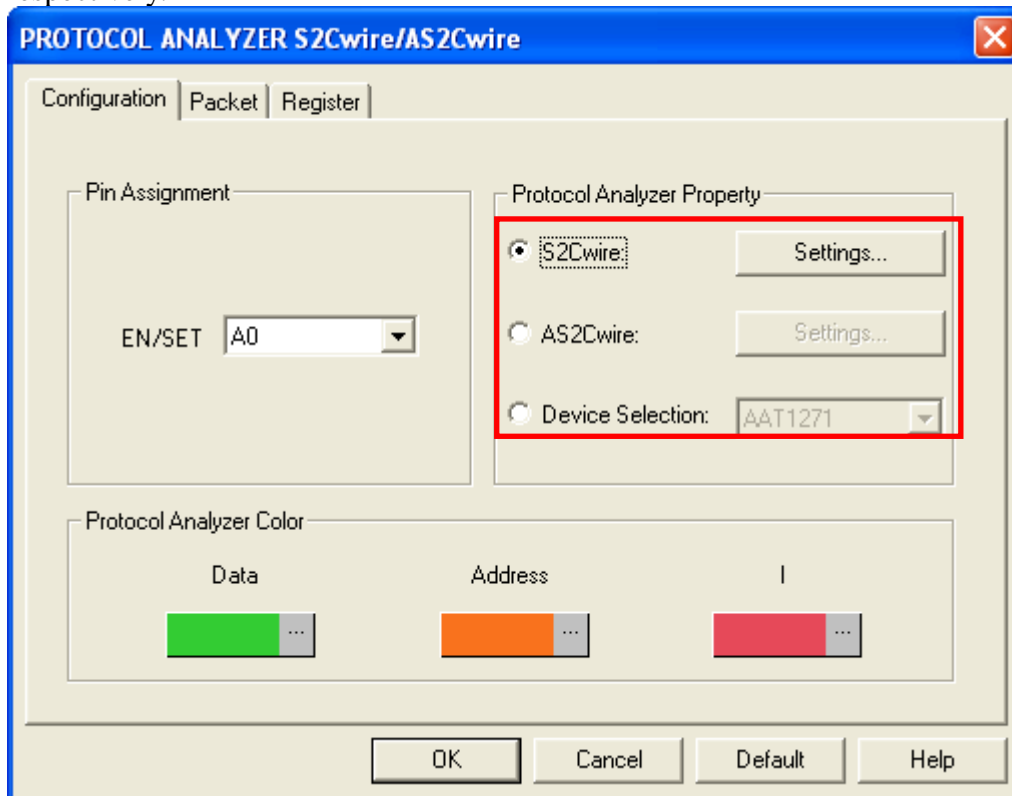 PROTOCOL ANALYZER S2Cwire/AS2Cwire
Configuration Packet Register
Pin Assignment
EN/SET A0
Protocol Analyzer Property
S2Cwire: Settings...
AS2Cwire: Settings...
Device Selection: AAT1271
Protocol Analyzer Color
Data Address I
... ... ...
OK Cancel Default Help